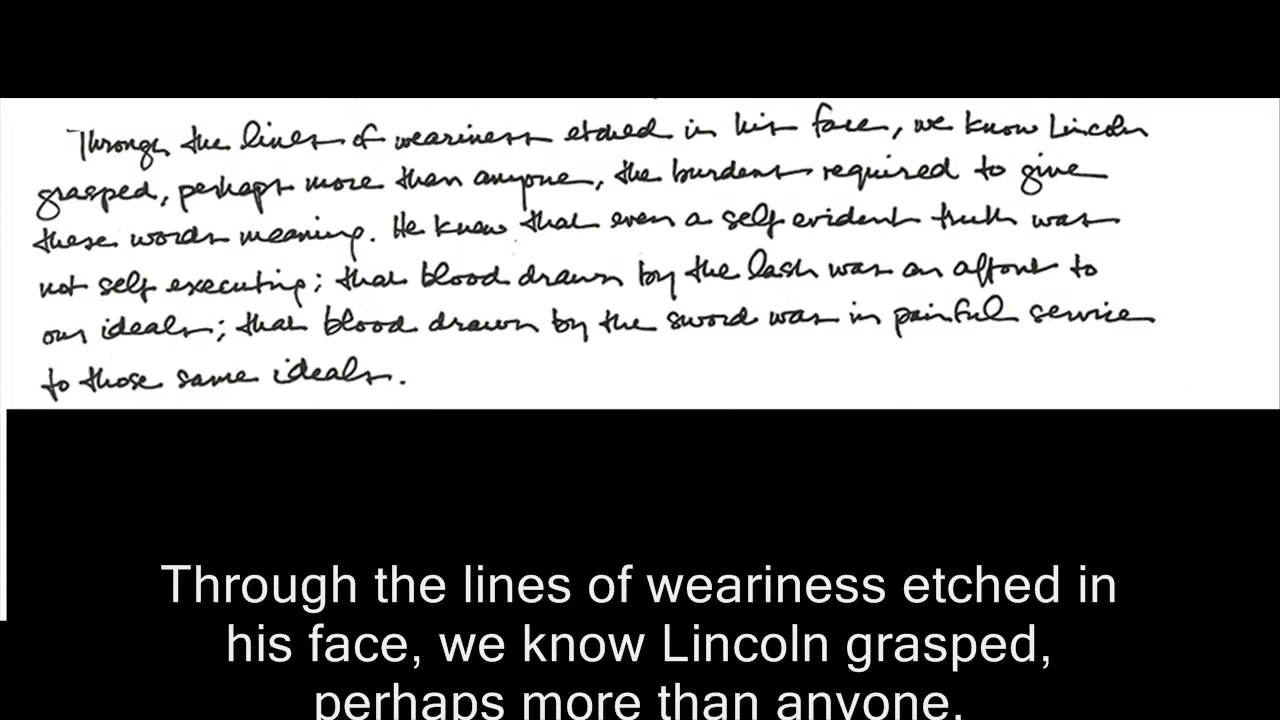 Through the lines of weariness etched in his face, we know Lincoln
grasped, perhaps more than anyone, the burdens required to give
these words meaning. He knew that even a self evident truth was
not self executing; that blood drawn by the lash was an affront to
our ideals; that blood drawn by the sword was in painful service
to those same ideals.
Through the lines of weariness etched in
his face, we know Lincoln grasped,
perhaps more than anyone,